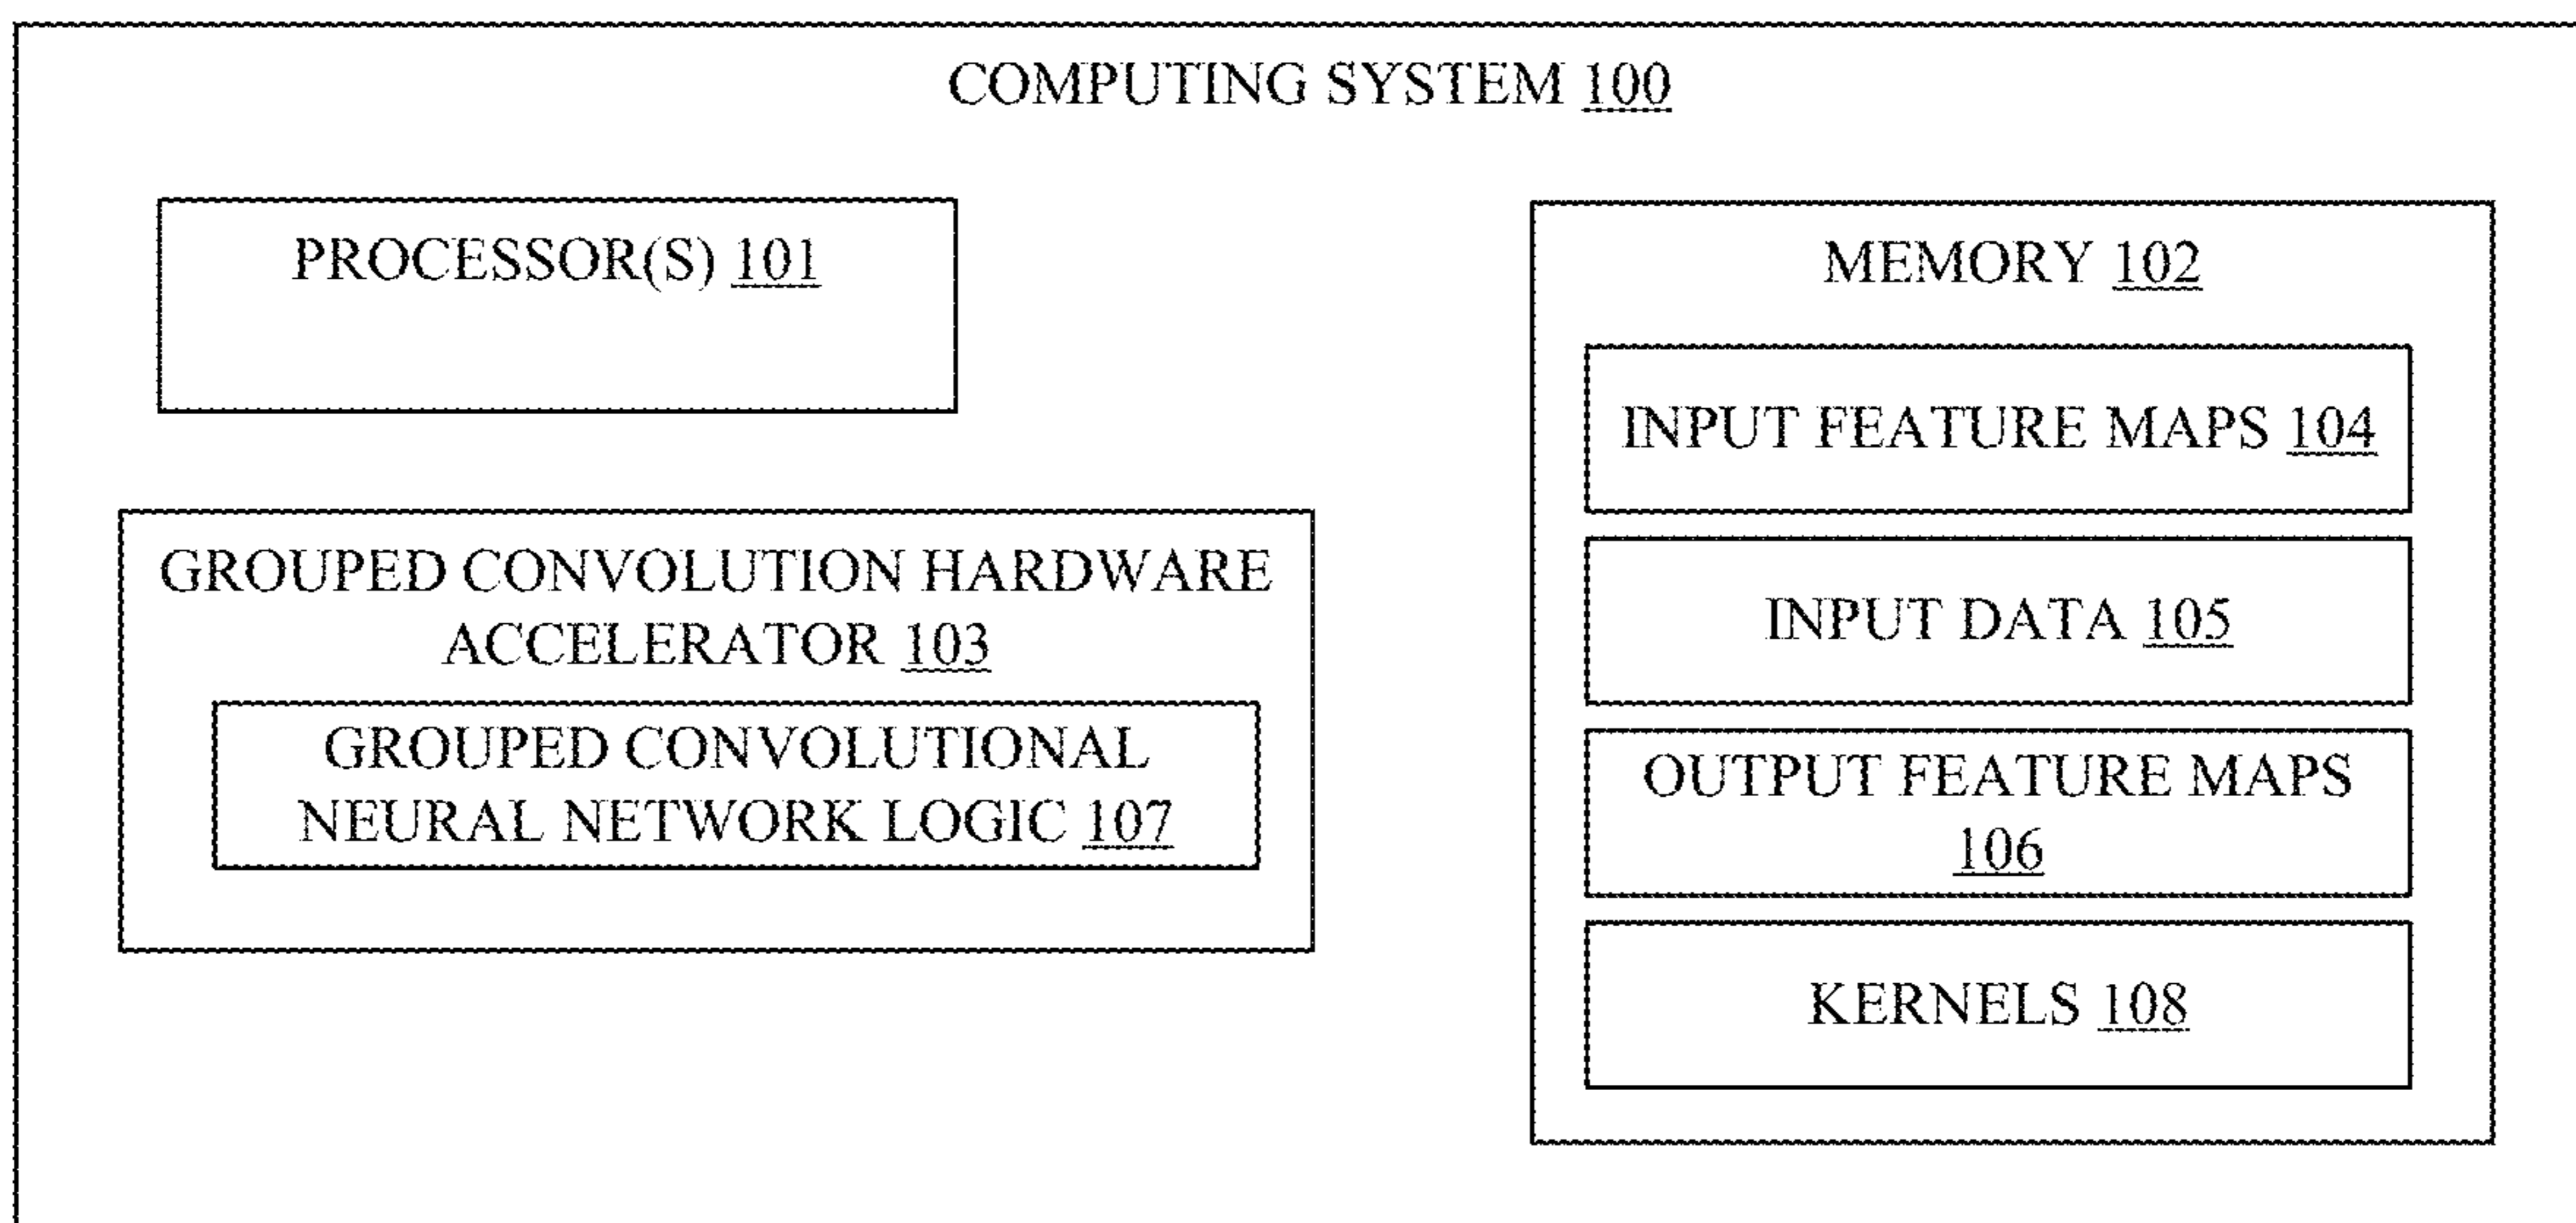 COMPUTING SYSTEM 100
PROCESSOR(S) 101
GROUPED CONVOLUTION HARDWARE
ACCELERATOR 103
GROUPED CONVOLUTIONAL
NEURAL NETWORK LOGIC 107
MEMORY 102
INPUT FEATURE MAPS 104
INPUT DATA 105
OUTPUT FEATURE MAPS
106
KERNELS 108